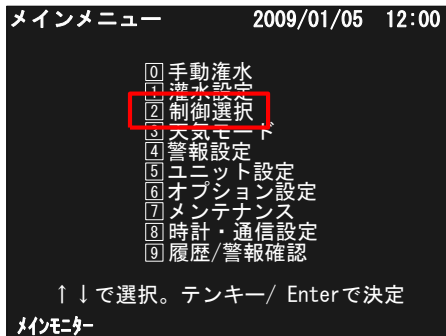 メインメニュー 2009/01/05 12:00
0 手動潅水
1 潅水設定
2 制御選択
3 天気モード
4 警報設定
5 ユニット設定
6 オプション設定
7 メンテナンス
8 時計・通信設定
9 履歴/警報確認
↑↓で選択。テンキー/ Enterで決定
メインモニター